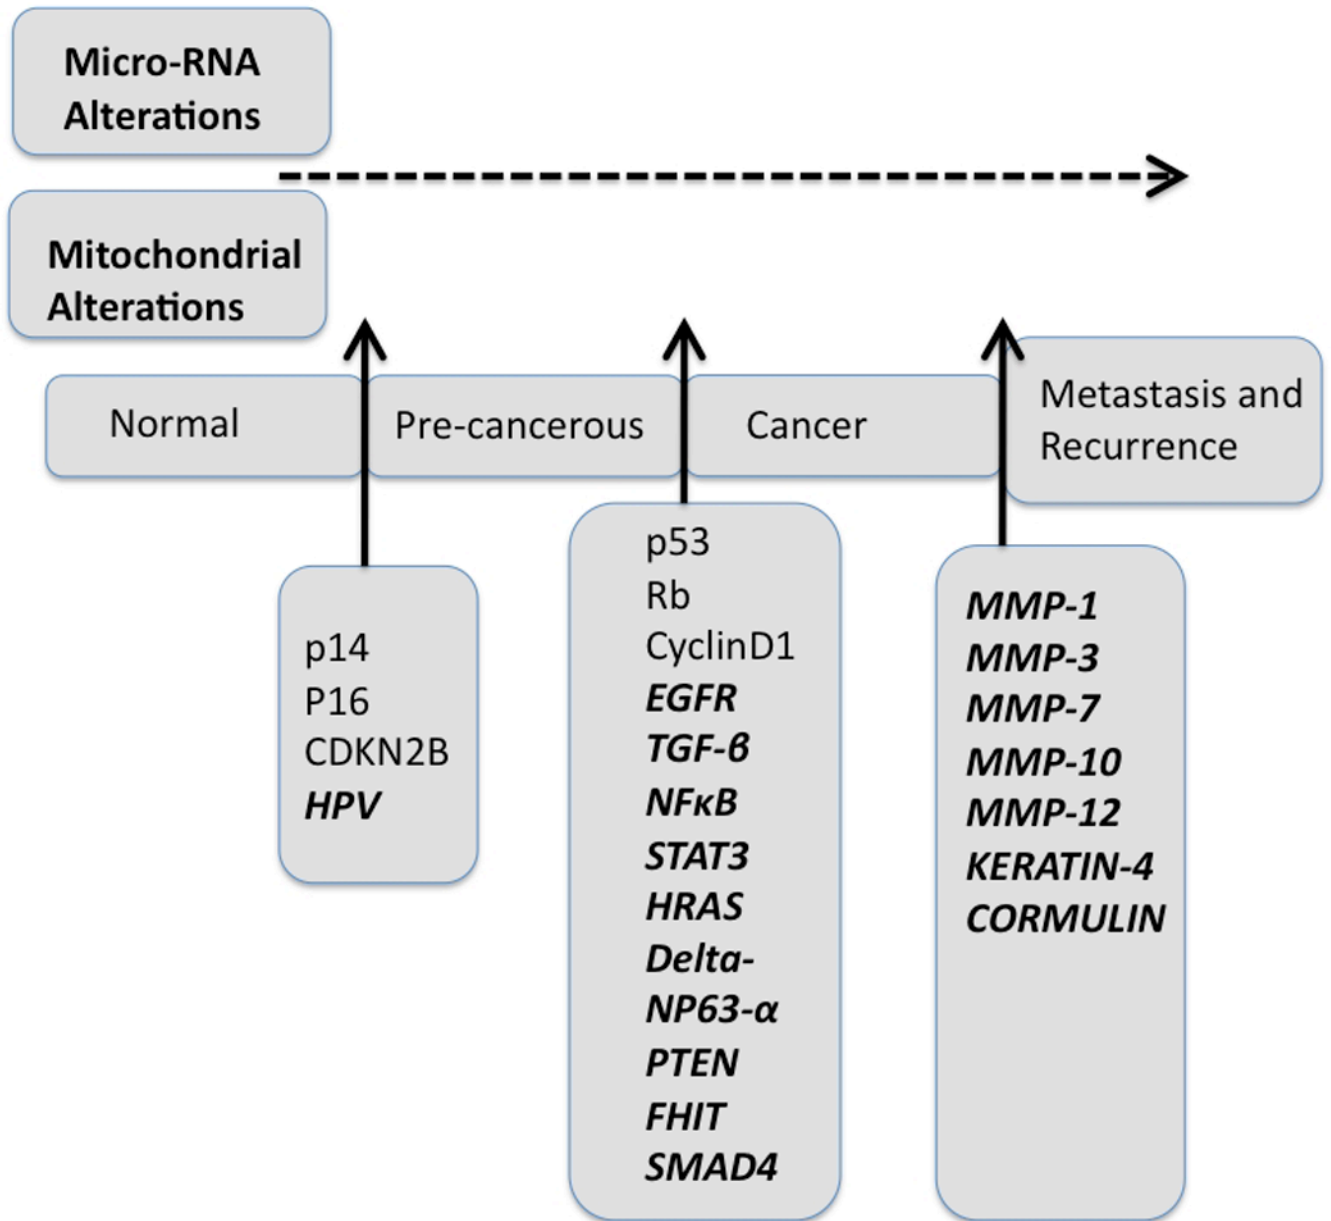 Micro-RNA
Alterations
Mitochondrial
Alterations
Normal
Pre-cancerous
Cancer
Metastasis and
Recurrence
p14
P16
CDKN2B
HPV
p53
Rb
CyclinD1
EGFR
TGF-β
NFκB
STAT3
HRAS
Delta-
NP63-α
PTEN
FHIT
SMAD4
MMP-1
MMP-3
MMP-7
MMP-10
MMP-12
KERATIN-4
CORMULIN